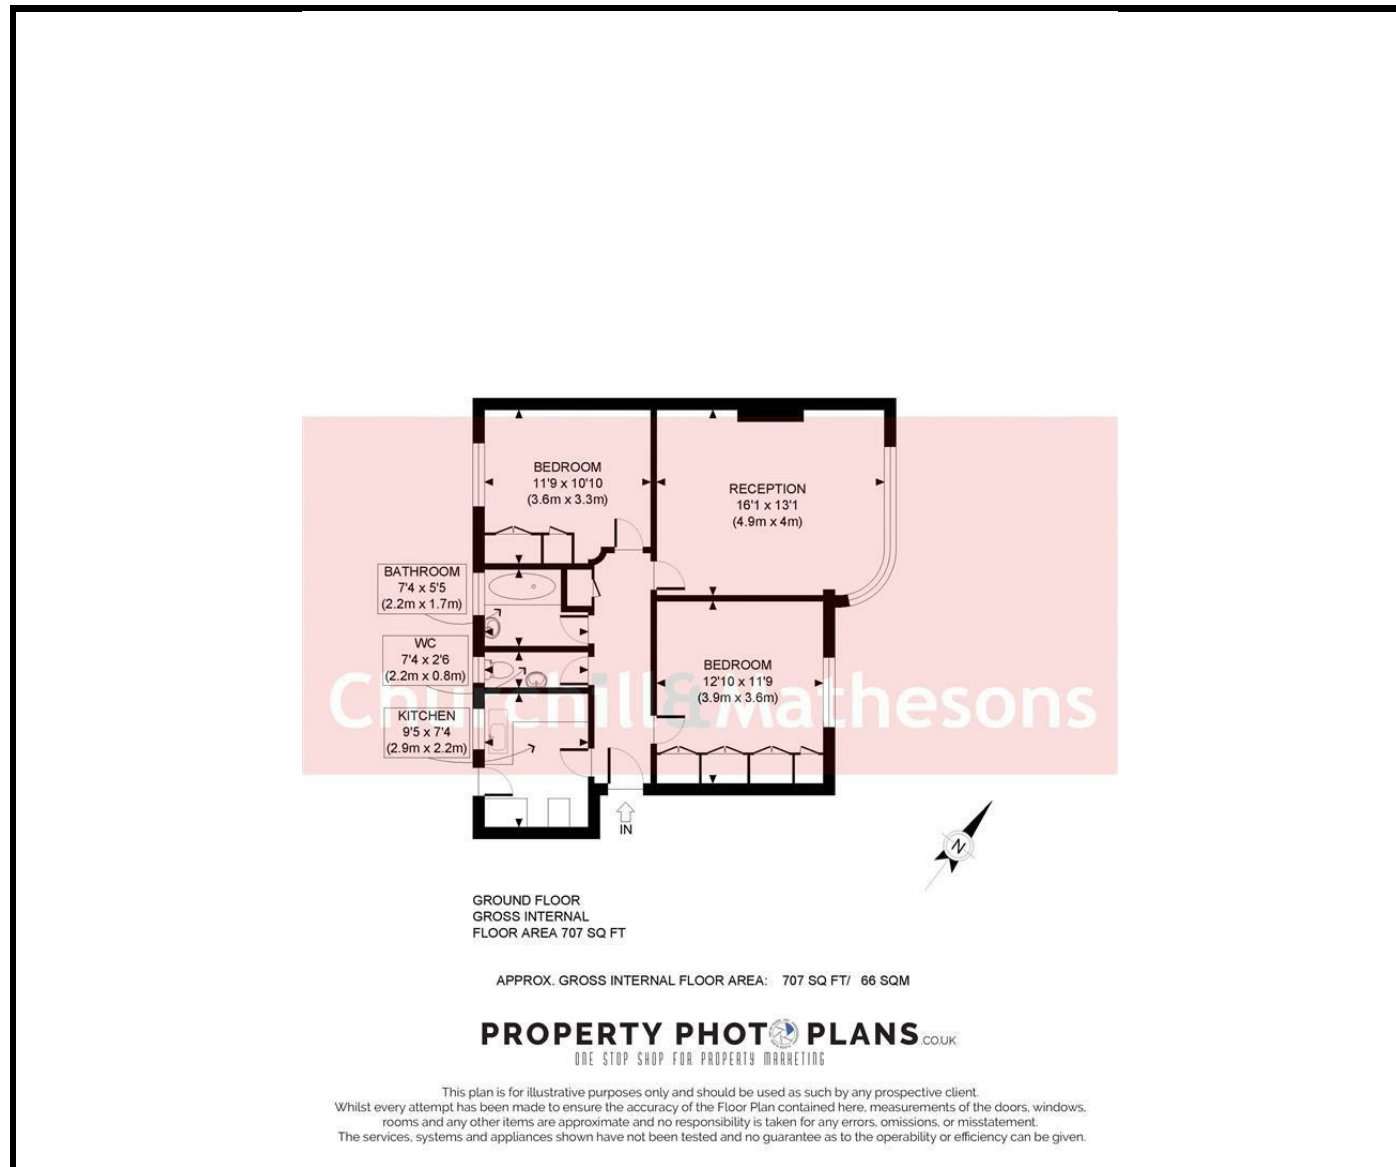 BEDROOM
11'9 x 10'10
(3.6m x 3.3m)
RECEPTION
16'1 x 13'1
(4.9m x 4m)
BATHROOM
7'4 x 5'5
(2.2m x 1.7m)
WC
7'4 x 2'6
(2.2m x 0.8m)
BEDROOM
12'10 x 11'9
(3.9m x 3.6m)
Churchill&Mathesons
KITCHEN
9'5 x 7'4
(2.9m x 2.2m)
IN
N
GROUND FLOOR
GROSS INTERNAL
FLOOR AREA 707 SQ FT
APPROX. GROSS INTERNAL FLOOR AREA: 707 SQ FT/ 66 SQM
PROPERTY PHOTO PLANS.CO.UK
ONE STOP SHOP FOR PROPERTY MARKETING
This plan is for illustrative purposes only and should be used as such by any prospective client.
Whilst every attempt has been made to ensure the accuracy of the Floor Plan contained here, measurements of the doors, windows,
rooms and any other items are approximate and no responsibility is taken for any errors, omissions, or misstatement.
The services, systems and appliances shown have not been tested and no guarantee as to the operability or efficiency can be given.